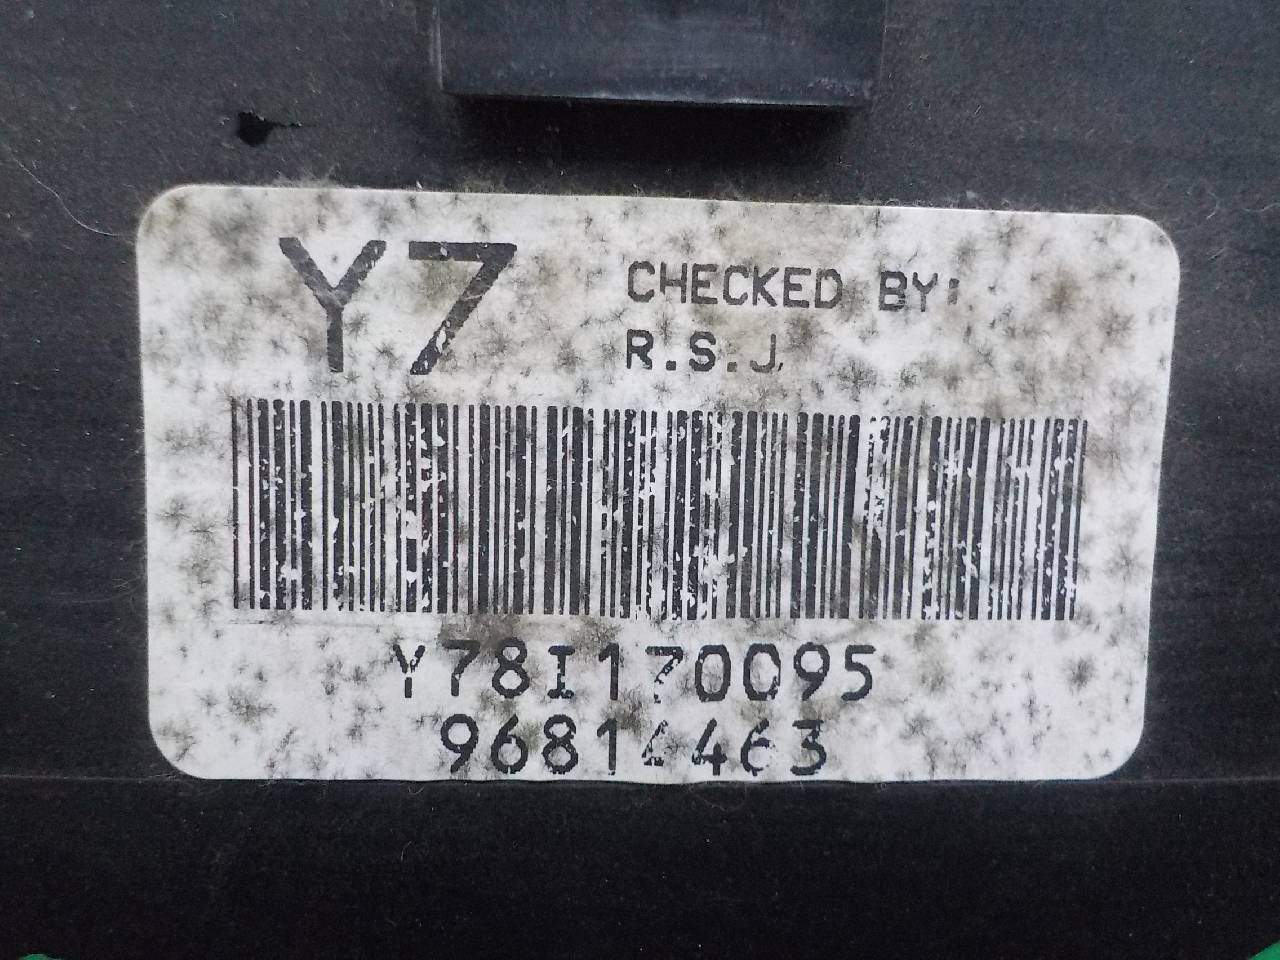 Y7
CHECKED BY:
R.S.J.
Y78I170095
96814463